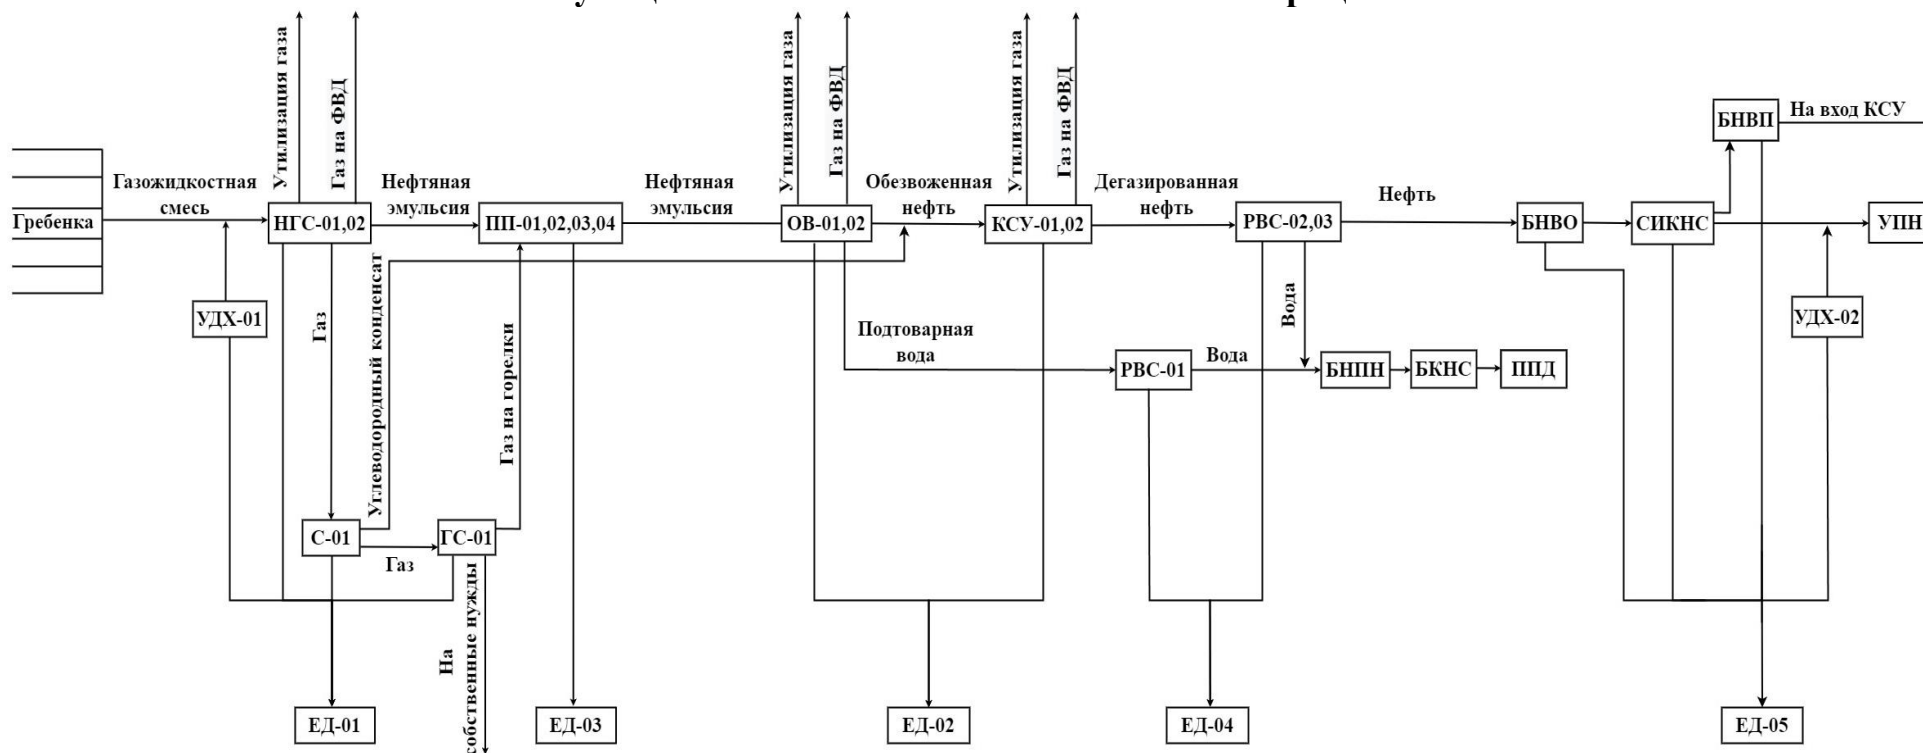 Утилизация газа
Газ на ФВД
Утилизация газа
Газ на ФВД
Утилизация газа
Газ на ФВД
БНВП
На вход КСУ
Газожидкостная
смесь
Нефтяная
эмульсия
Нефтяная
эмульсия
Обезвоженная
нефть
Дегазированная
нефть
Нефть
Гребенка
НГС-01,02
ПП-01,02,03,04
ОВ-01,02
КСУ-01,02
РВС-02,03
БНВО
СИКНС
УПН
УДХ-01
Газ
Углеводородный конденсат
Газ на горелки
Вода
УДХ-02
Подтоварная
вода
РВС-01
Вода
БНПН
БКНС
ППД
С-01
Газ
ГС-01
На
собственные нужды
ЕД-01
ЕД-03
ЕД-02
ЕД-04
ЕД-05